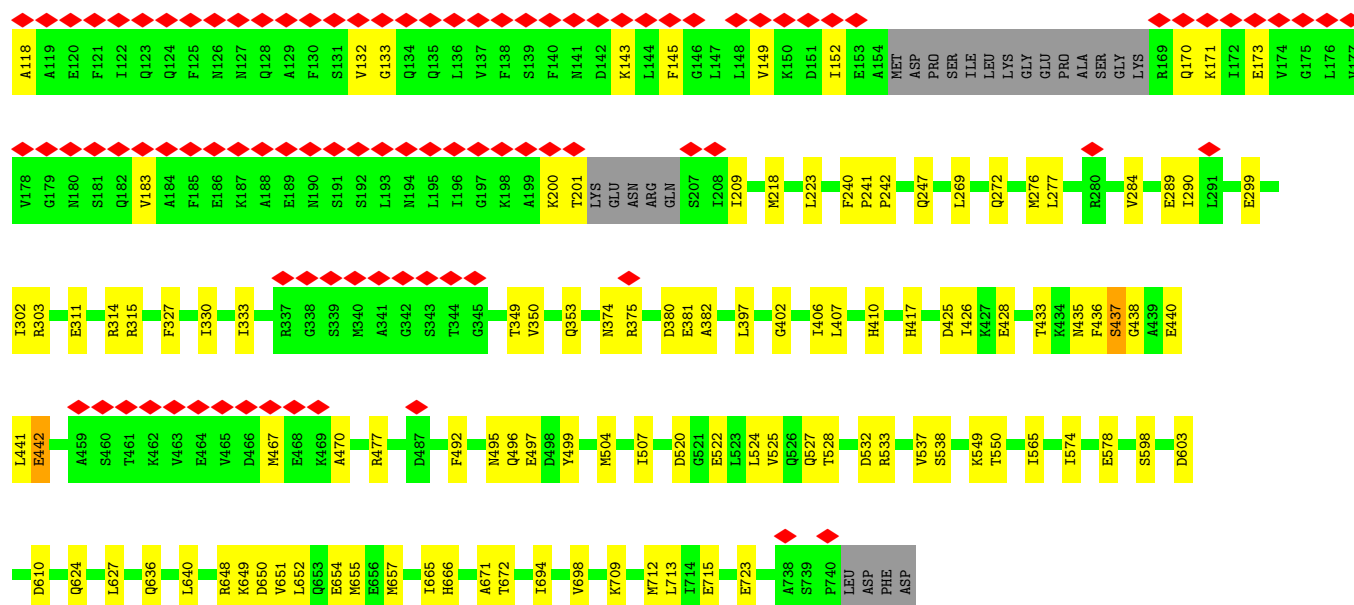 A118 A119 E120 F121 I122 Q123 Q124 F125 N126 N127 Q128 A129 F130 S131 V132 G133 Q134 Q135 L136 V137 F138 S139 F140 N141 D142 K143 L144 F145 G146 L147 L148 V149 K150 D151 I152 E153 A154 MET ASP PRO SER ILE LEU LYS GLY GLU PRO ALA SER GLY LYS R169 Q170 K171 I172 E173 V174 G175 L176 V177
V178 G179 N180 S181 Q182 V183 A184 F185 E186 K187 A188 E189 N190 S191 S192 L193 N194 L195 I196 G197 K198 A199 K200 T201 LYS GLU ASN ARG GLN S207 I208 I209 M218 L223 F240 P241 P242 Q247 L269 Q272 M276 L277 R280 V284 E289 I290 L291 E299
I302 R303 E311 R314 R315 F327 I330 I333 R337 G338 S339 M340 A341 G342 S343 T344 G345 T349 V350 Q353 N374 R375 D380 E381 A382 L397 G402 I406 L407 H410 H417 D425 I426 K427 E428 T433 K434 N435 F436 S437 G438 A439 E440
L441 E442 A459 S460 T461 K462 V463 E464 V465 D466 M467 E468 K469 A470 R477 D487 F492 N495 Q496 E497 D498 Y499 M504 I507 D520 G521 E522 L523 L524 V525 Q526 Q527 T528 D532 R533 V537 S538 K549 T550 I565 I574 E578 S598 D603
D610 Q624 L627 Q636 L640 R648 K649 D650 V651 L652 Q653 E654 M655 E656 M657 I665 H666 A671 T672 I694 V698 K709 M712 L713 I714 E715 E723 A738 S739 P740 LEU ASP PHE ASP